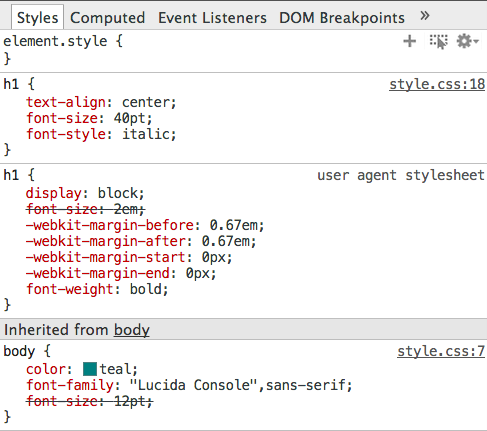 Styles Computed Event Listeners DOM Breakpoints »
element.style {
}
h1 { style.css:18
text-align: center;
font-size: 40pt;
font-style: italic;
}
h1 { user agent stylesheet
display: block;
font-size: 2em;
-webkit-margin-before: 0.67em;
-webkit-margin-after: 0.67em;
-webkit-margin-start: 0px;
-webkit-margin-end: 0px;
font-weight: bold;
}
Inherited from body
body { style.css:7
color: teal;
font-family: "Lucida Console",sans-serif;
font-size: 12pt;
}